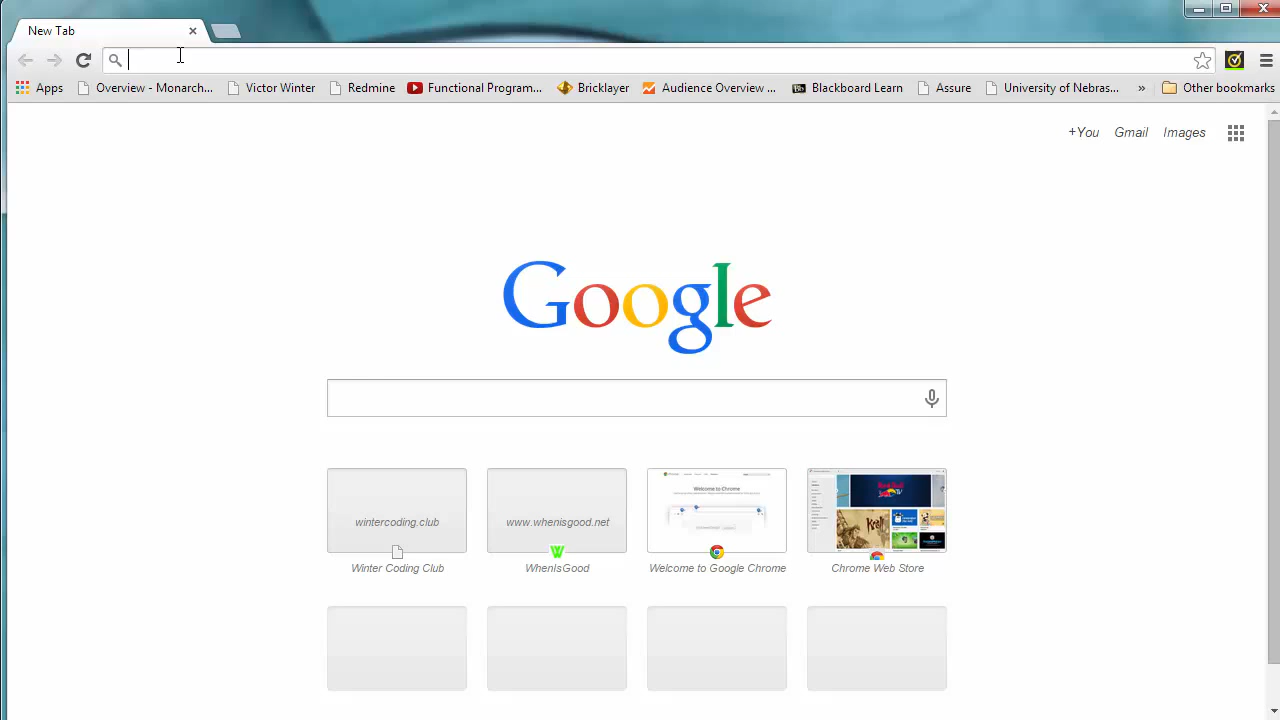 New Tab
Apps Overview - Monarch... Victor Winter Redmine Functional Program... Bricklayer Audience Overview ... Blackboard Learn Assure University of Nebras... » Other bookmarks
+You Gmail Images
Google
wintercoding.club www.whenisgood.net Welcome to Chrome
Winter Coding Club WhenIsGood Welcome to Google Chrome Chrome Web Store